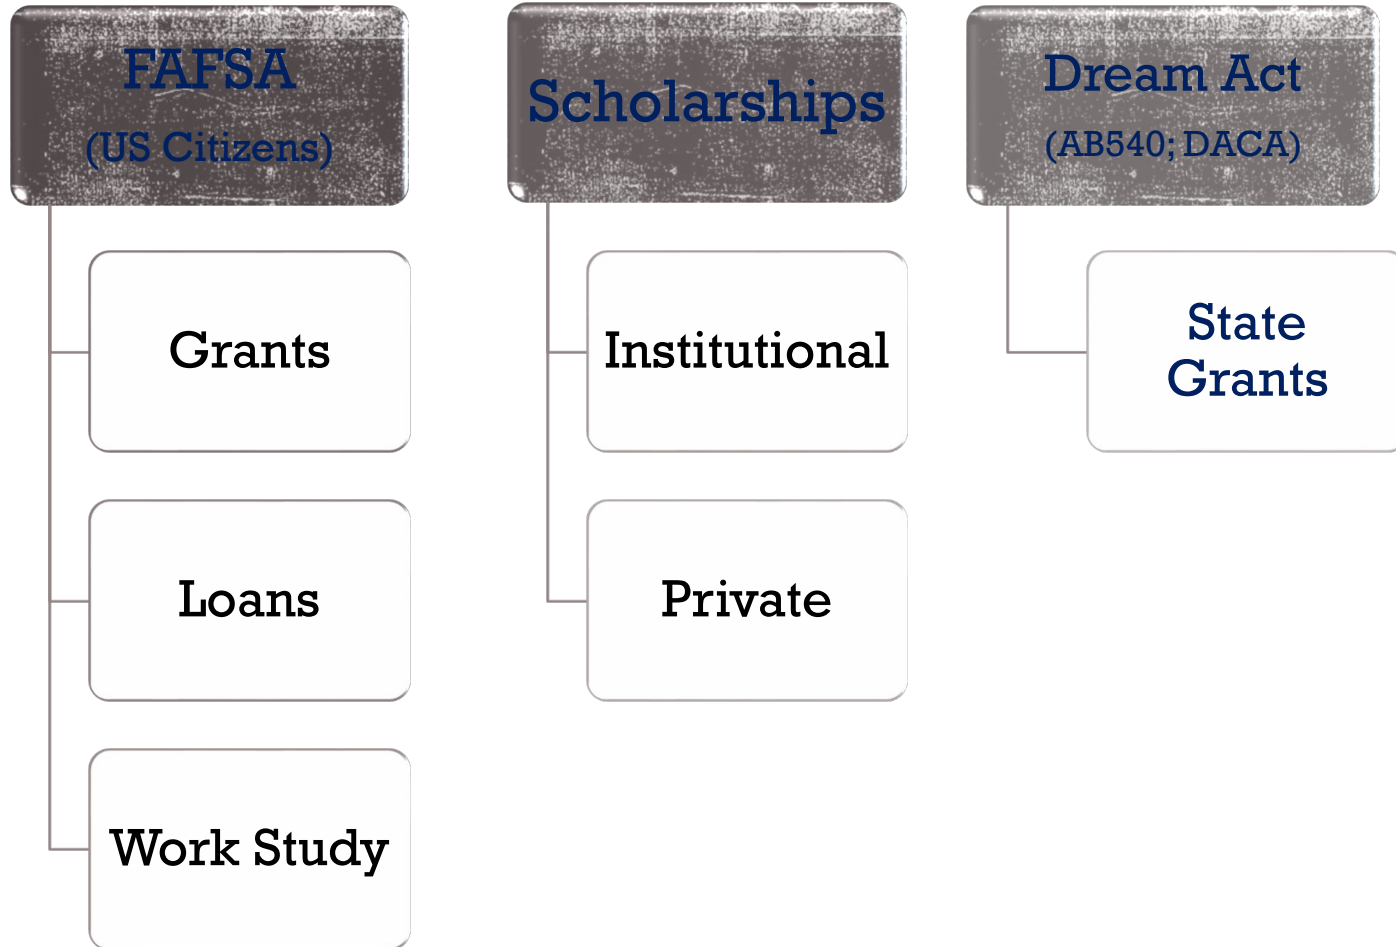 FAFSA
(US Citizens)
Grants
Loans
Work Study
Scholarships
Institutional
Private
Dream Act
(AB540; DACA)
State
Grants